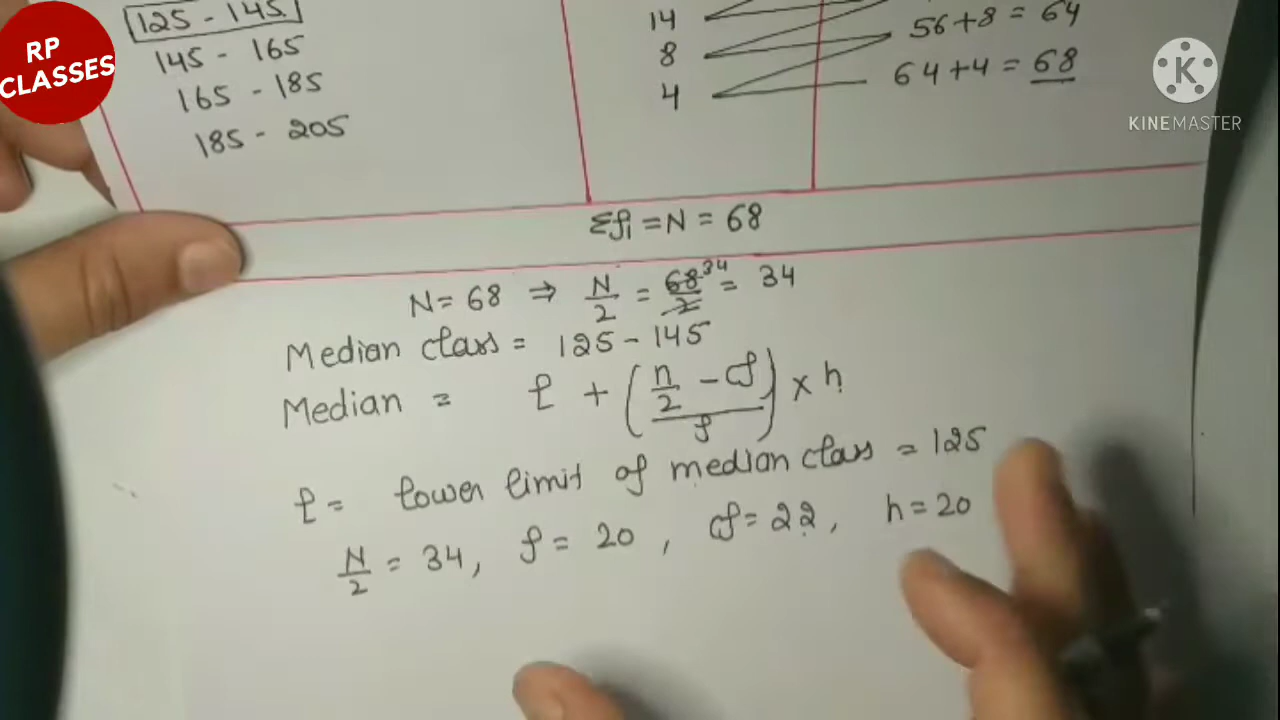 RP
CLASSES
125 - 145
145 - 165
165 - 185
185 - 205
14
8
4
56+8 = 64
64+4 = 68
KINEMASTER
Σfi = N = 68
N = 68 ⇒ N/2 = 68/2 34 = 34
Median class = 125 - 145
Median = l + (n/2 - cf / f) × h
l = lower limit of median class = 125
N/2 = 34, f = 20, cf = 22, h = 20